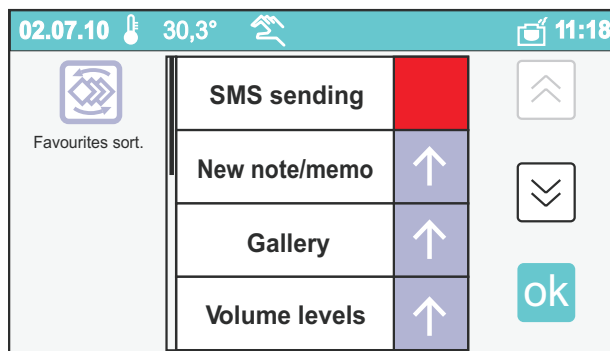 02.07.10 30,3° 11:18
Favourites sort.
SMS sending
New note/memo
Gallery
Volume levels
ok